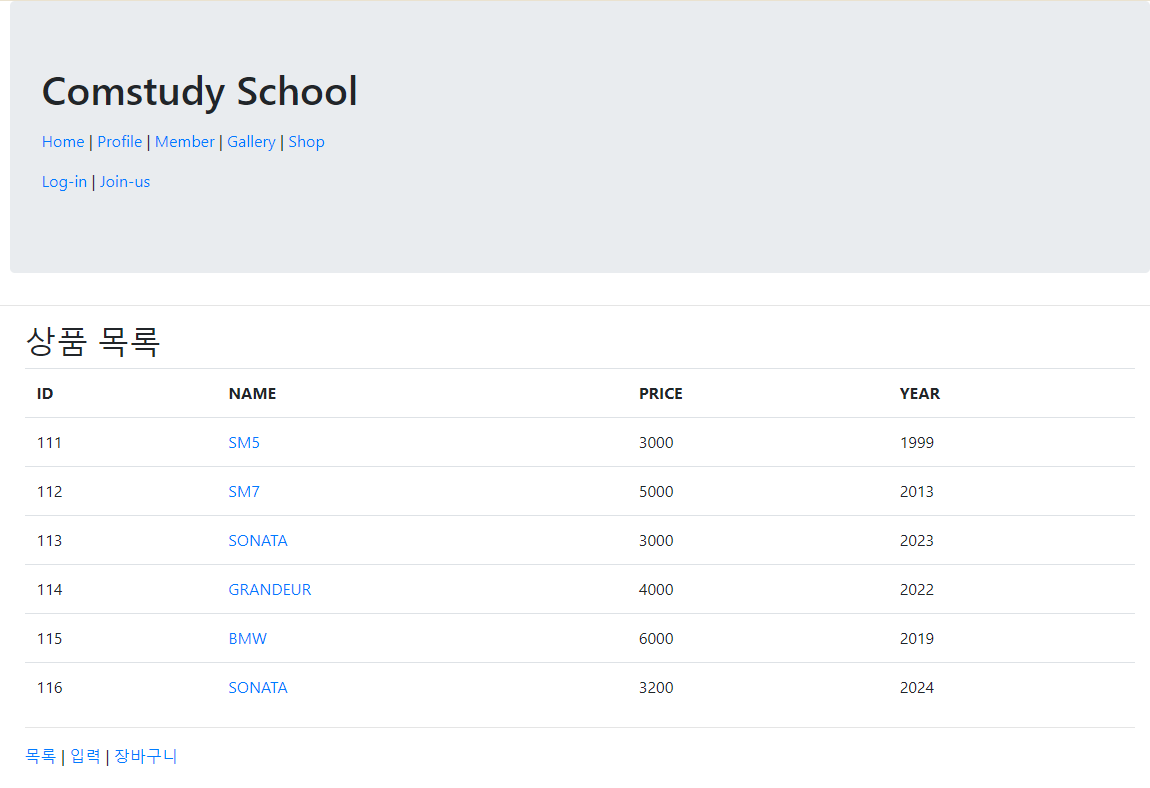 Comstudy School
Home | Profile | Member | Gallery | Shop
Log-in | Join-us
상품 목록
ID NAME PRICE YEAR
111 SM5 3000 1999
112 SM7 5000 2013
113 SONATA 3000 2023
114 GRANDEUR 4000 2022
115 BMW 6000 2019
116 SONATA 3200 2024
목록 | 입력 | 장바구니